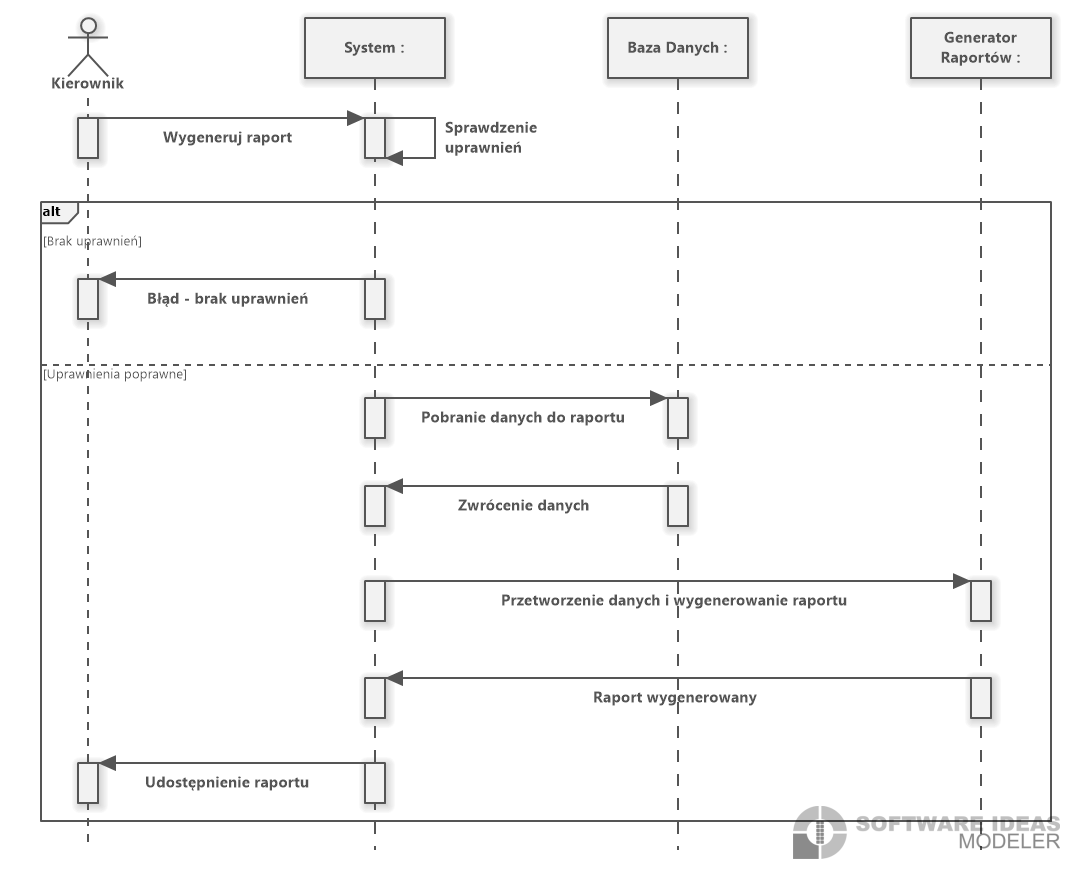 Kierownik
System :
Baza Danych :
Generator
Raportów :
Wygeneruj raport
Sprawdzenie
uprawnień
alt
[Brak uprawnień]
Błąd - brak uprawnień
[Uprawnienia poprawne]
Pobranie danych do raportu
Zwrócenie danych
Przetworzenie danych i wygenerowanie raportu
Raport wygenerowany
Udostępnienie raportu
SOFTWARE IDEAS
MODELER